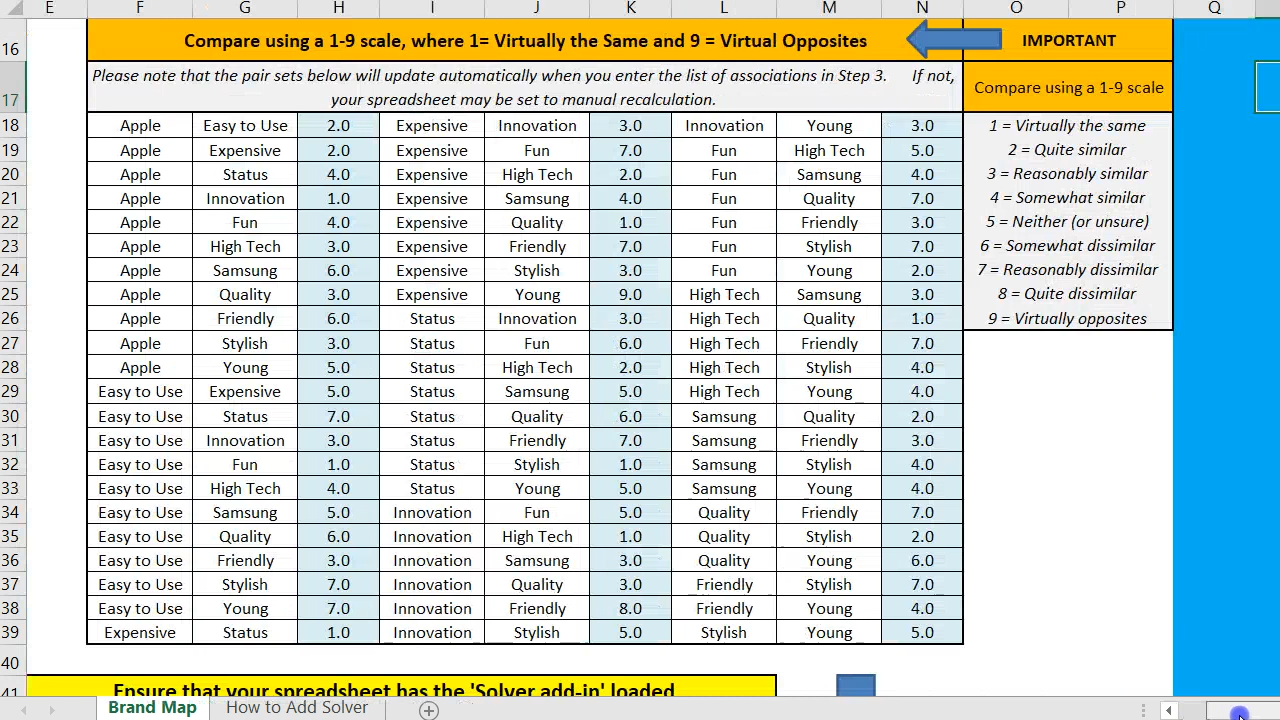 E F G H I J K L M N O P Q
16 Compare using a 1-9 scale, where 1= Virtually the Same and 9 = Virtual Opposites IMPORTANT
Please note that the pair sets below will update automatically when you enter the list of associations in Step 3. If not,
17 your spreadsheet may be set to manual recalculation. Compare using a 1-9 scale
18 Apple Easy to Use 2.0 Expensive Innovation 3.0 Innovation Young 3.0 1 = Virtually the same
19 Apple Expensive 2.0 Expensive Fun 7.0 Fun High Tech 5.0 2 = Quite similar
20 Apple Status 4.0 Expensive High Tech 2.0 Fun Samsung 4.0 3 = Reasonably similar
21 Apple Innovation 1.0 Expensive Samsung 4.0 Fun Quality 7.0 4 = Somewhat similar
22 Apple Fun 4.0 Expensive Quality 1.0 Fun Friendly 3.0 5 = Neither (or unsure)
23 Apple High Tech 3.0 Expensive Friendly 7.0 Fun Stylish 7.0 6 = Somewhat dissimilar
24 Apple Samsung 6.0 Expensive Stylish 3.0 Fun Young 2.0 7 = Reasonably dissimilar
25 Apple Quality 3.0 Expensive Young 9.0 High Tech Samsung 3.0 8 = Quite dissimilar
26 Apple Friendly 6.0 Status Innovation 3.0 High Tech Quality 1.0 9 = Virtually opposites
27 Apple Stylish 3.0 Status Fun 6.0 High Tech Friendly 7.0
28 Apple Young 5.0 Status High Tech 2.0 High Tech Stylish 4.0
29 Easy to Use Expensive 5.0 Status Samsung 5.0 High Tech Young 4.0
30 Easy to Use Status 7.0 Status Quality 6.0 Samsung Quality 2.0
31 Easy to Use Innovation 3.0 Status Friendly 7.0 Samsung Friendly 3.0
32 Easy to Use Fun 1.0 Status Stylish 1.0 Samsung Stylish 4.0
33 Easy to Use High Tech 4.0 Status Young 5.0 Samsung Young 4.0
34 Easy to Use Samsung 5.0 Innovation Fun 5.0 Quality Friendly 7.0
35 Easy to Use Quality 6.0 Innovation High Tech 1.0 Quality Stylish 2.0
36 Easy to Use Friendly 3.0 Innovation Samsung 3.0 Quality Young 6.0
37 Easy to Use Stylish 7.0 Innovation Quality 3.0 Friendly Stylish 7.0
38 Easy to Use Young 7.0 Innovation Friendly 8.0 Friendly Young 4.0
39 Expensive Status 1.0 Innovation Stylish 5.0 Stylish Young 5.0
40
41 Ensure that your spreadsheet has the 'Solver add-in' loaded
Brand Map How to Add Solver